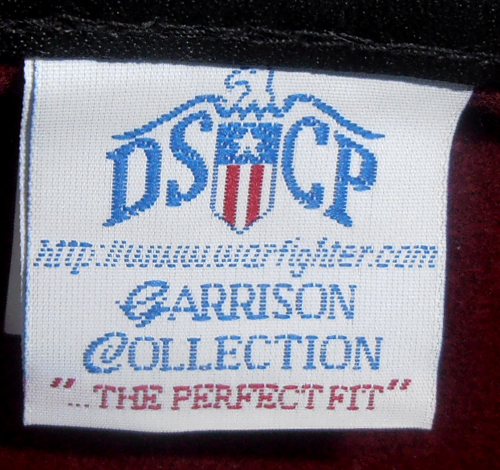 DSCP
http://www.warfighter.com
GARRISON
COLLECTION
"...THE PERFECT FIT"